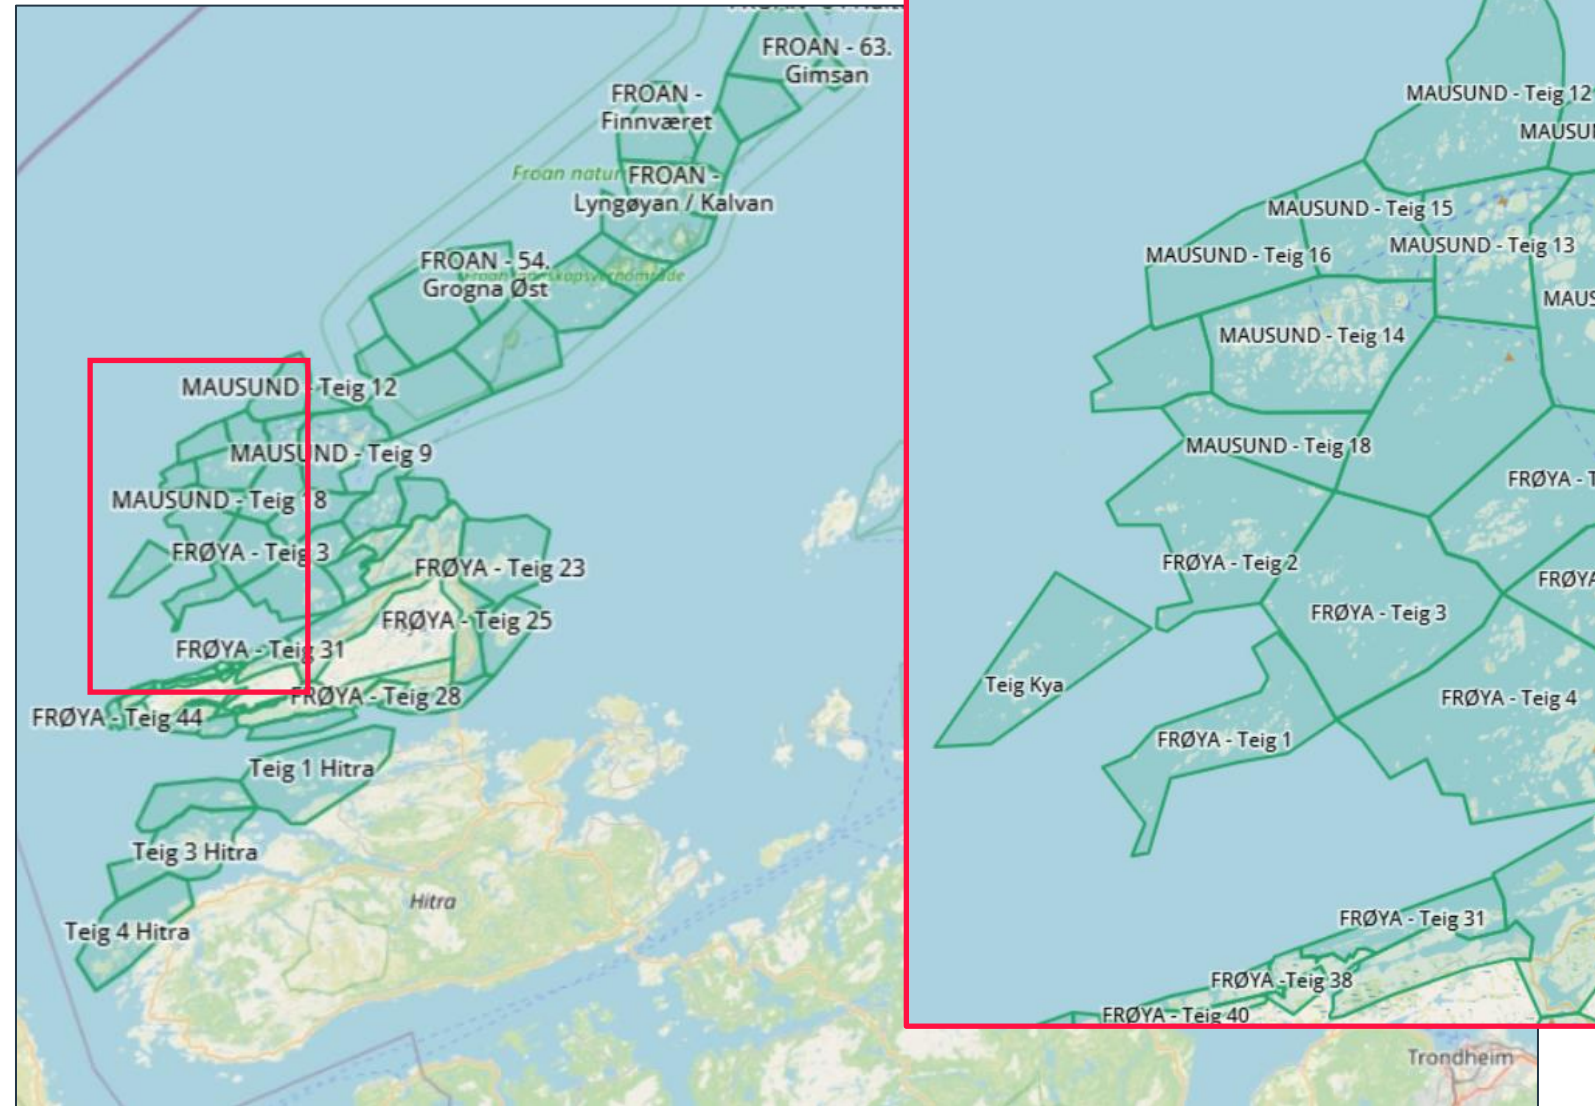 FROAN - 63.
Gimsan
FROAN -
Finnværet
Froan natur
FROAN -
Lyngøyan / Kalvan
FROAN - 54.
Grogna Øst
MAUSUND - Teig 12
MAUSUND - Teig 9
MAUSUND - Teig 18
FRØYA - Teig 3
FRØYA - Teig 23
FRØYA - Teig 25
FRØYA - Teig 31
FRØYA - Teig 28
FRØYA - Teig 44
Teig 1 Hitra
Teig 3 Hitra
Hitra
Teig 4 Hitra
MAUSUND - Teig 12
MAUSUND - Teig 15
MAUSUND - Teig 16
MAUSUND - Teig 13
MAUS
MAUSUND - Teig 14
MAUSUND - Teig 18
FRØYA - T
FRØYA - Teig 2
FRØYA
FRØYA - Teig 3
Teig Kya
FRØYA - Teig 4
FRØYA - Teig 1
FRØYA - Teig 31
FRØYA -Teig 38
FRØYA - Teig 40
Trondheim